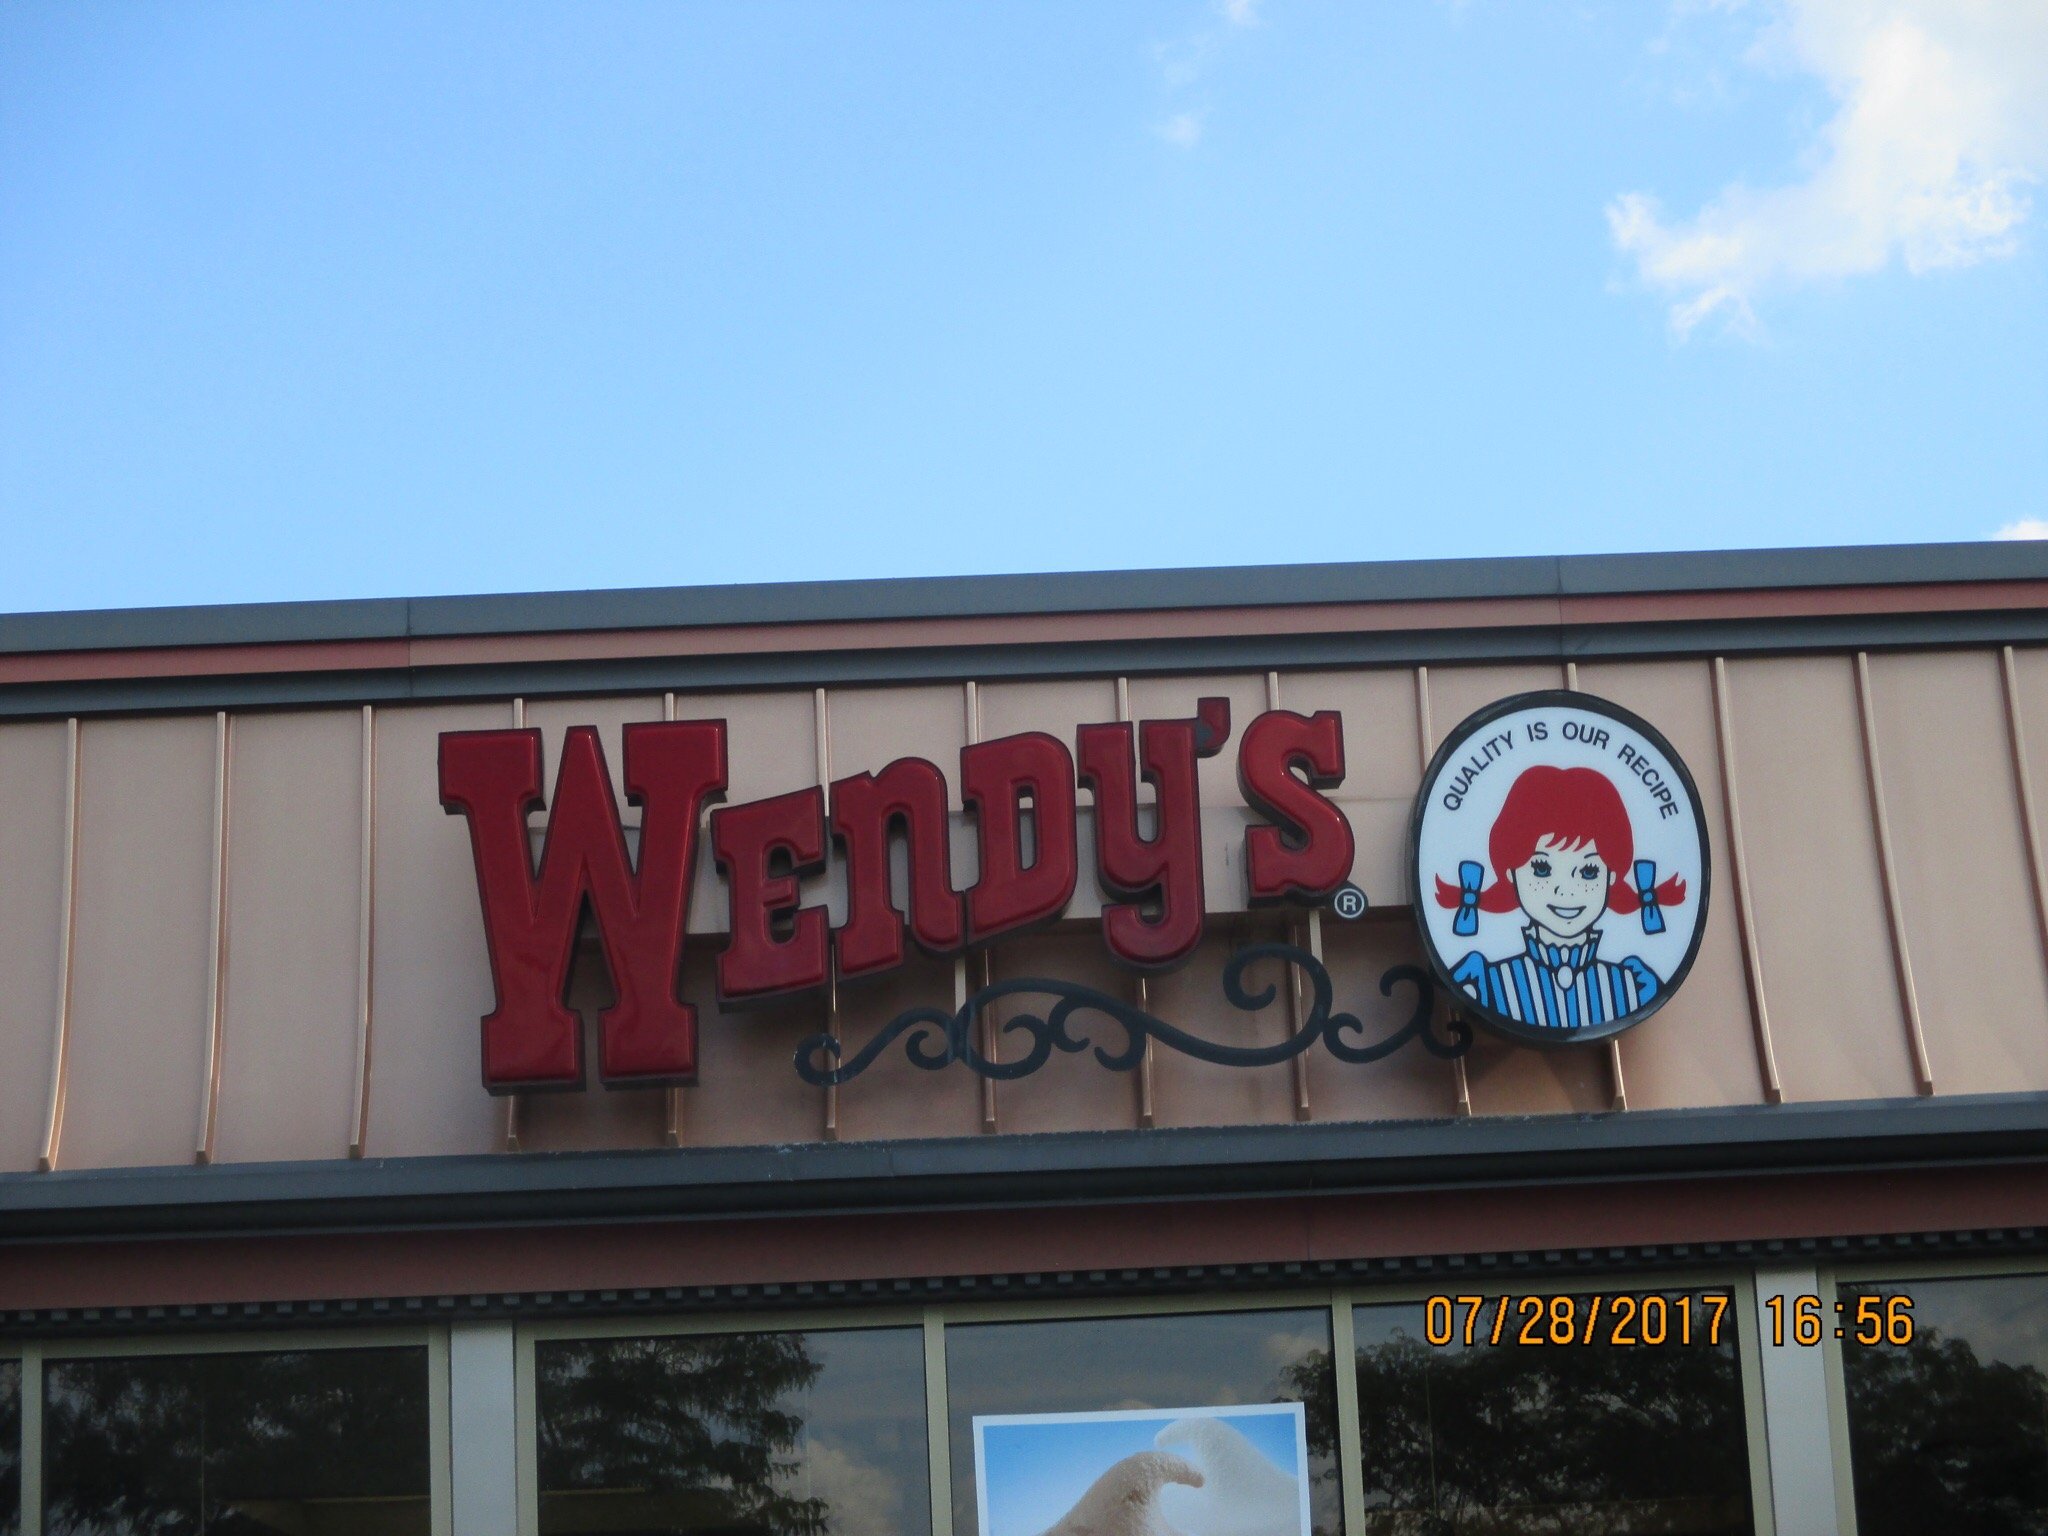 Wendy's ®
QUALITY IS OUR RECIPE
07/28/2017 16:56